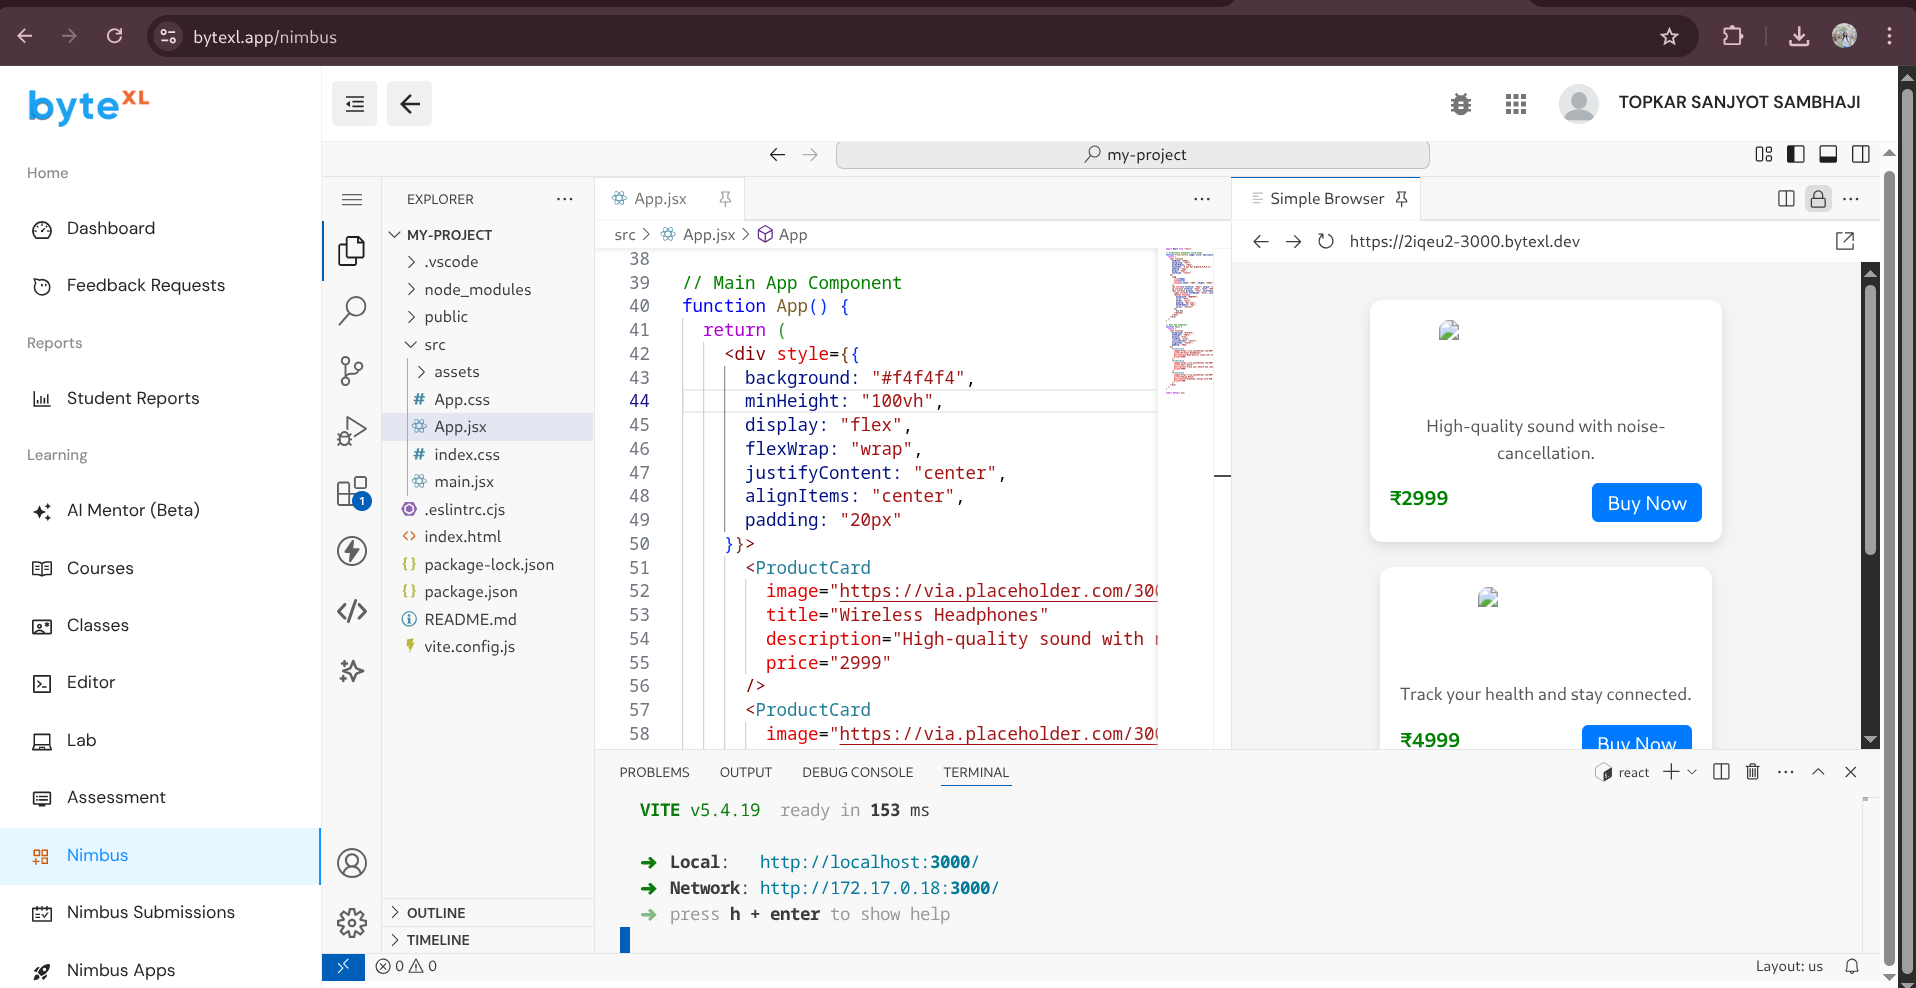 bytexl.app/nimbus
byteXL
Home
Dashboard
Feedback Requests
Reports
Student Reports
Learning
AI Mentor (Beta)
Courses
Classes
Editor
Lab
Assessment
Nimbus
Nimbus Submissions
Nimbus Apps
TOPKAR SANJYOT SAMBHAJI
my-project
EXPLORER
MY-PROJECT
.vscode
node_modules
public
src
assets
App.css
App.jsx
index.css
main.jsx
.eslintrc.cjs
index.html
package-lock.json
package.json
README.md
vite.config.js
OUTLINE
TIMELINE
1
App.jsx
src > App.jsx > App
38
39 // Main App Component
40 function App() {
41 return (
42 <div style={{
43 background: "#f4f4f4",
44 minHeight: "100vh",
45 display: "flex",
46 flexWrap: "wrap",
47 justifyContent: "center",
48 alignItems: "center",
49 padding: "20px"
50 }}>
51 <ProductCard
52 image="https://via.placeholder.com/300
53 title="Wireless Headphones"
54 description="High-quality sound with
55 price="2999"
56 />
57 <ProductCard
58 image="https://via.placeholder.com/300
Simple Browser
https://2iqeu2-3000.bytexl.dev
High-quality sound with noise-
cancellation.
₹2999 Buy Now
Track your health and stay connected.
₹4999 Buy Now
PROBLEMS OUTPUT DEBUG CONSOLE TERMINAL
react
VITE v5.4.19 ready in 153 ms
➜ Local: http://localhost:3000/
➜ Network: http://172.17.0.18:3000/
➜ press h + enter to show help
0 0
Layout: us